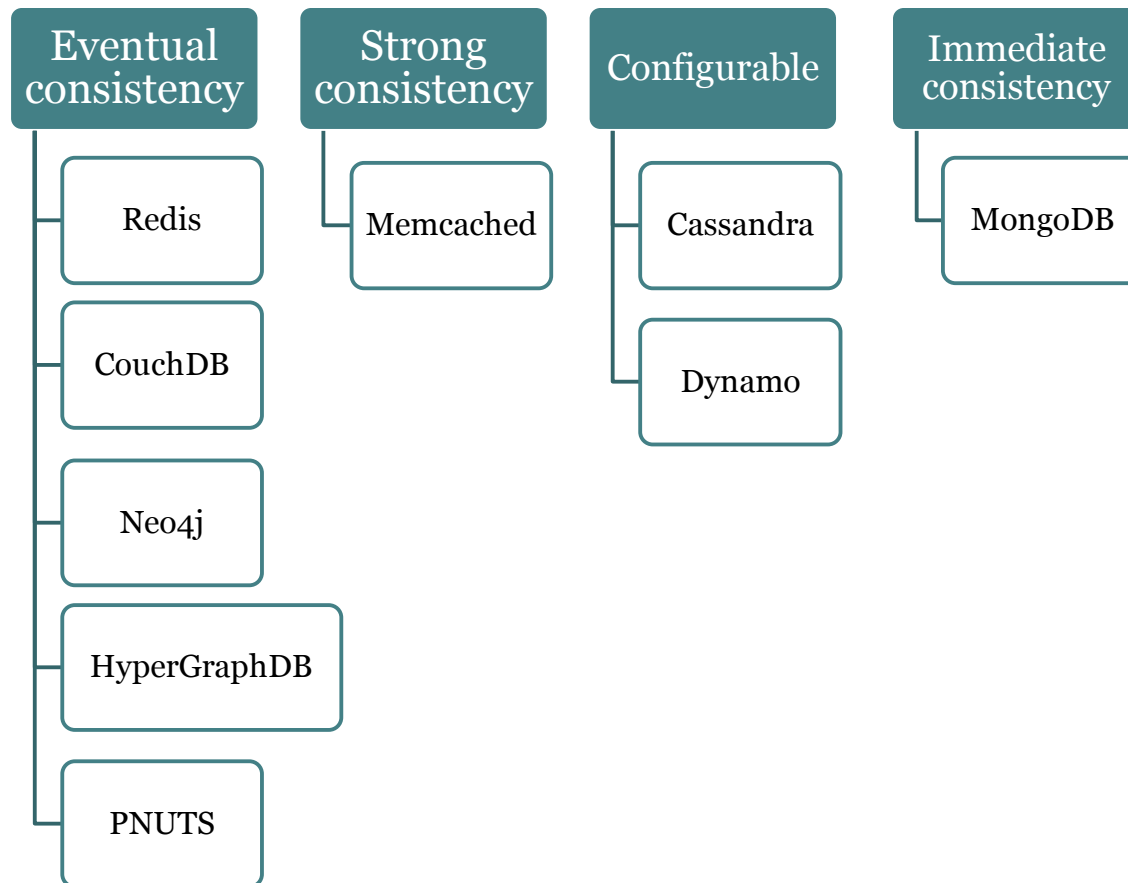 Eventual
consistency
Redis
CouchDB
Neo4j
HyperGraphDB
PNUTS
Strong
consistency
Memcached
Configurable
Cassandra
Dynamo
Immediate
consistency
MongoDB